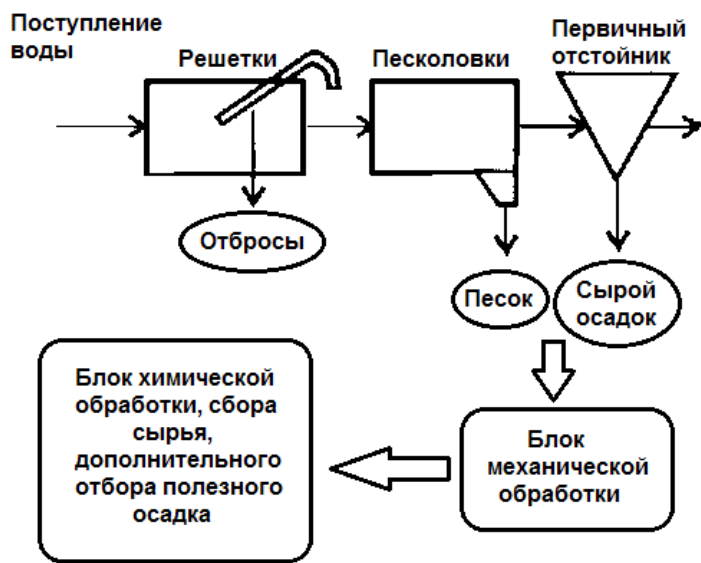 Поступление
воды
Решетки
Песколовки
Первичный
отстойник
Отбросы
Песок
Сырой
осадок
Блок химической
обработки, сбора
сырья,
дополнительного
отбора полезного
осадка
Блок
механической
обработки